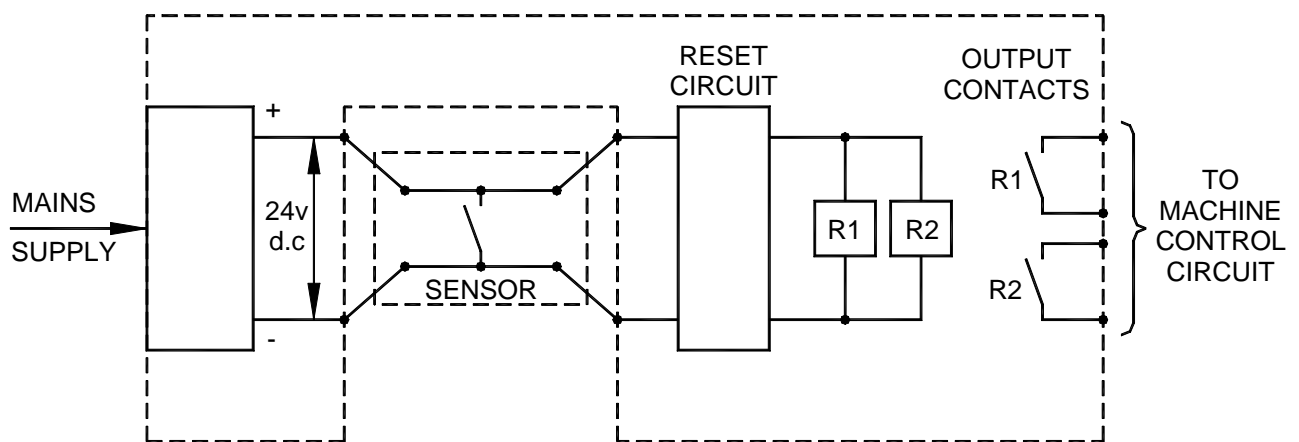 MAINS
SUPPLY
+
24v
d.c
-
SENSOR
RESET
CIRCUIT
R1
R2
OUTPUT
CONTACTS
R1
R2
TO
MACHINE
CONTROL
CIRCUIT